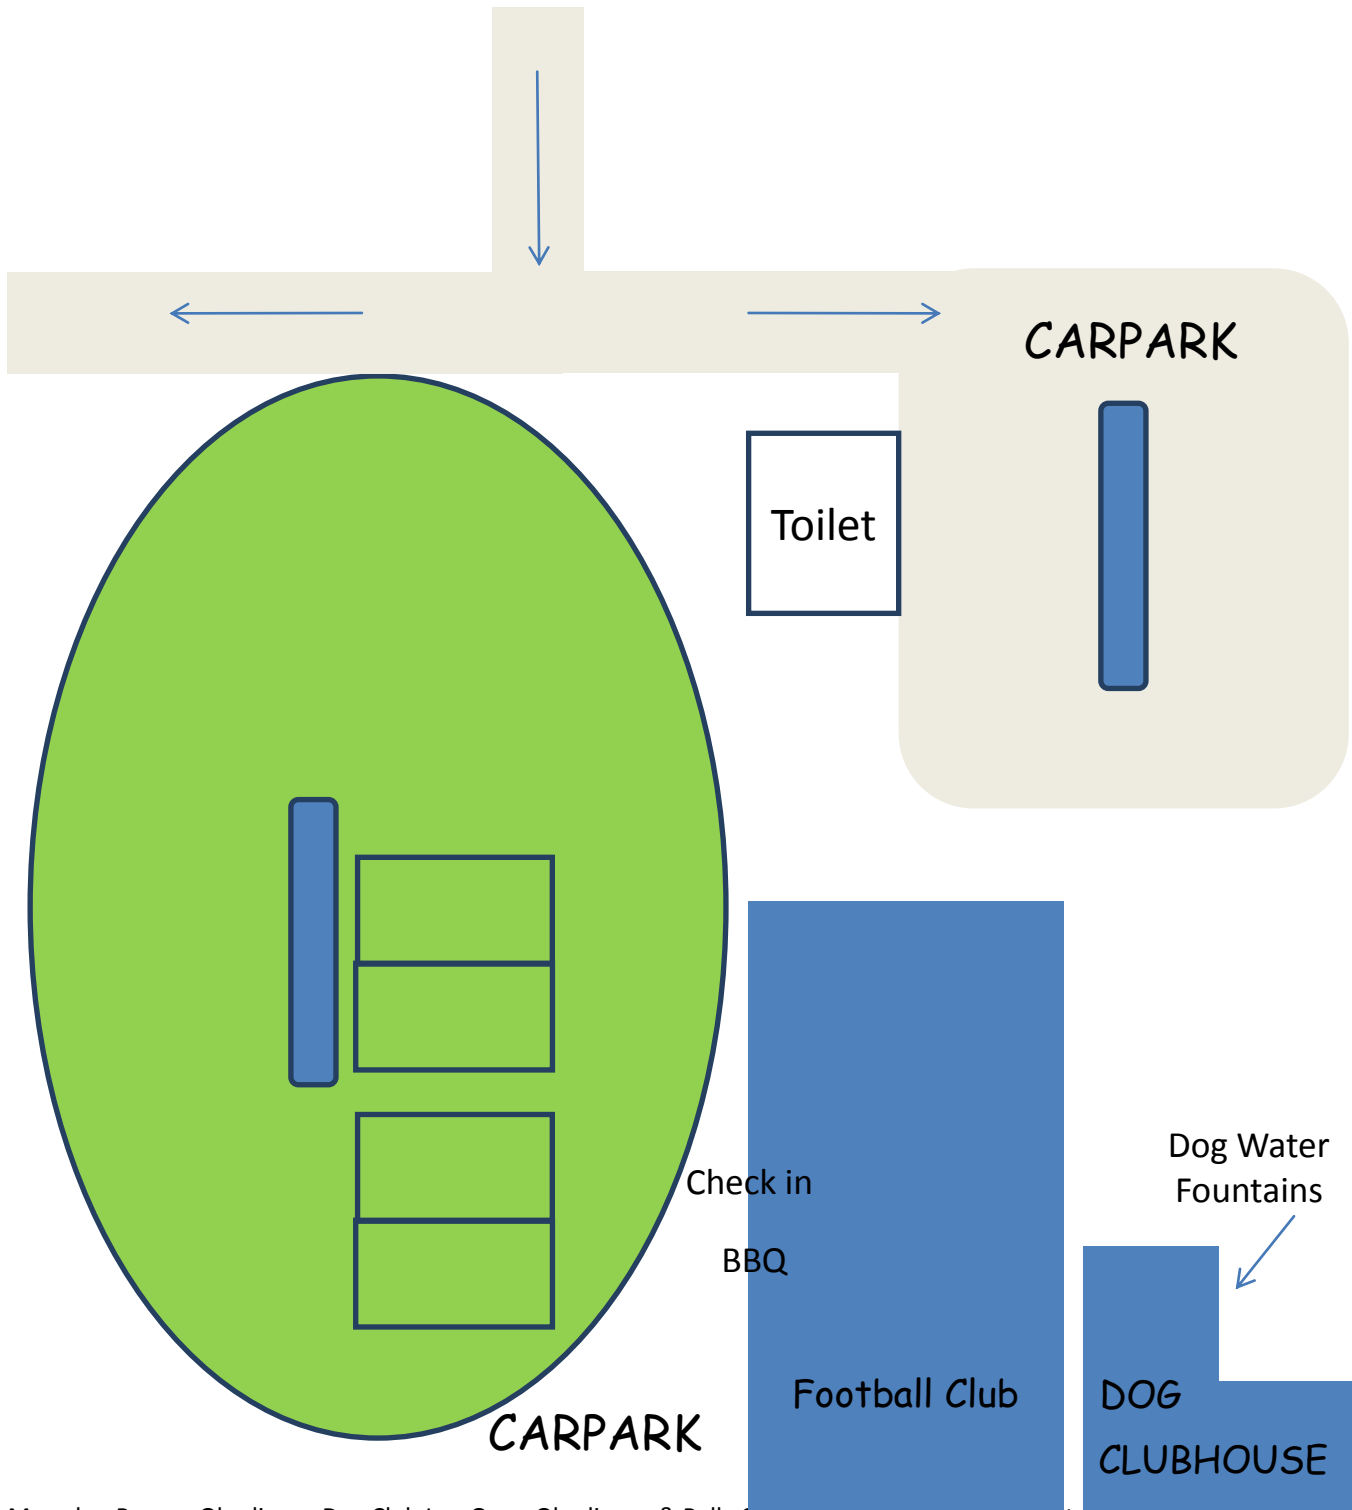 CARPARK
Toilet
Dog Water
Fountains
Check in
BBQ
Football Club
DOG
CLUBHOUSE
CARPARK